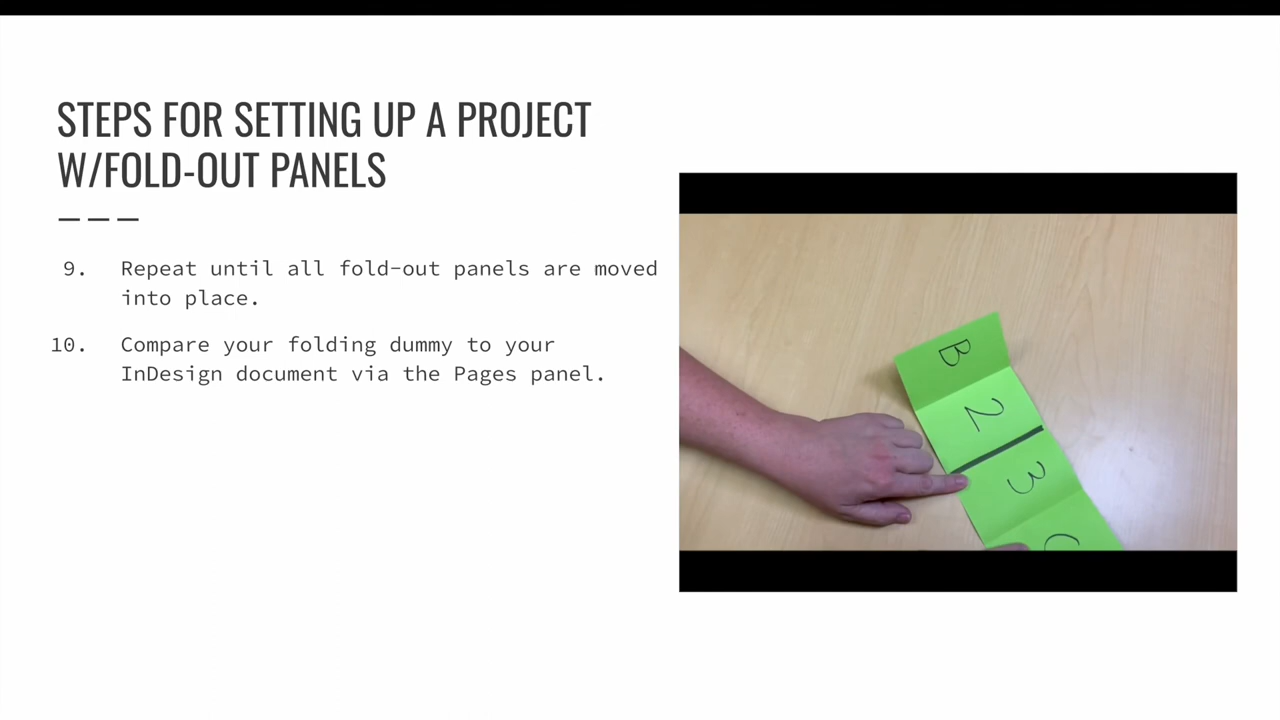 STEPS FOR SETTING UP A PROJECT
W/FOLD-OUT PANELS
9. Repeat until all fold-out panels are moved
into place.
10. Compare your folding dummy to your
InDesign document via the Pages panel.
B
2
3
C